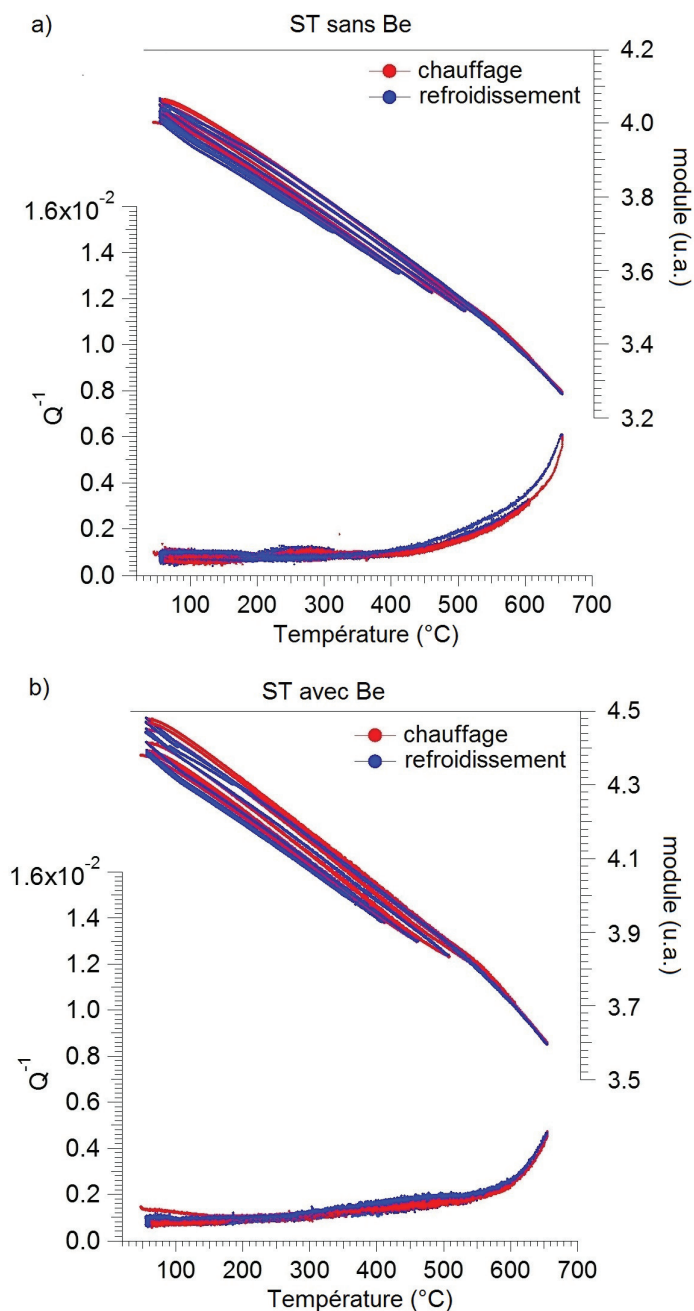 a)
ST sans Be
chauffage
refroidissement
4.2
4.0
3.8
3.6
3.4
3.2
module (u.a.)
1.6x10-2
1.4
1.2
1.0
0.8
0.6
0.4
0.2
0.0
Q-1
100 200 300 400 500 600 700
Température (°C)
b)
ST avec Be
chauffage
refroidissement
4.5
4.3
4.1
3.9
3.7
3.5
module (u.a.)
1.6x10-2
1.4
1.2
1.0
0.8
0.6
0.4
0.2
0.0
Q-1
100 200 300 400 500 600 700
Température (°C)